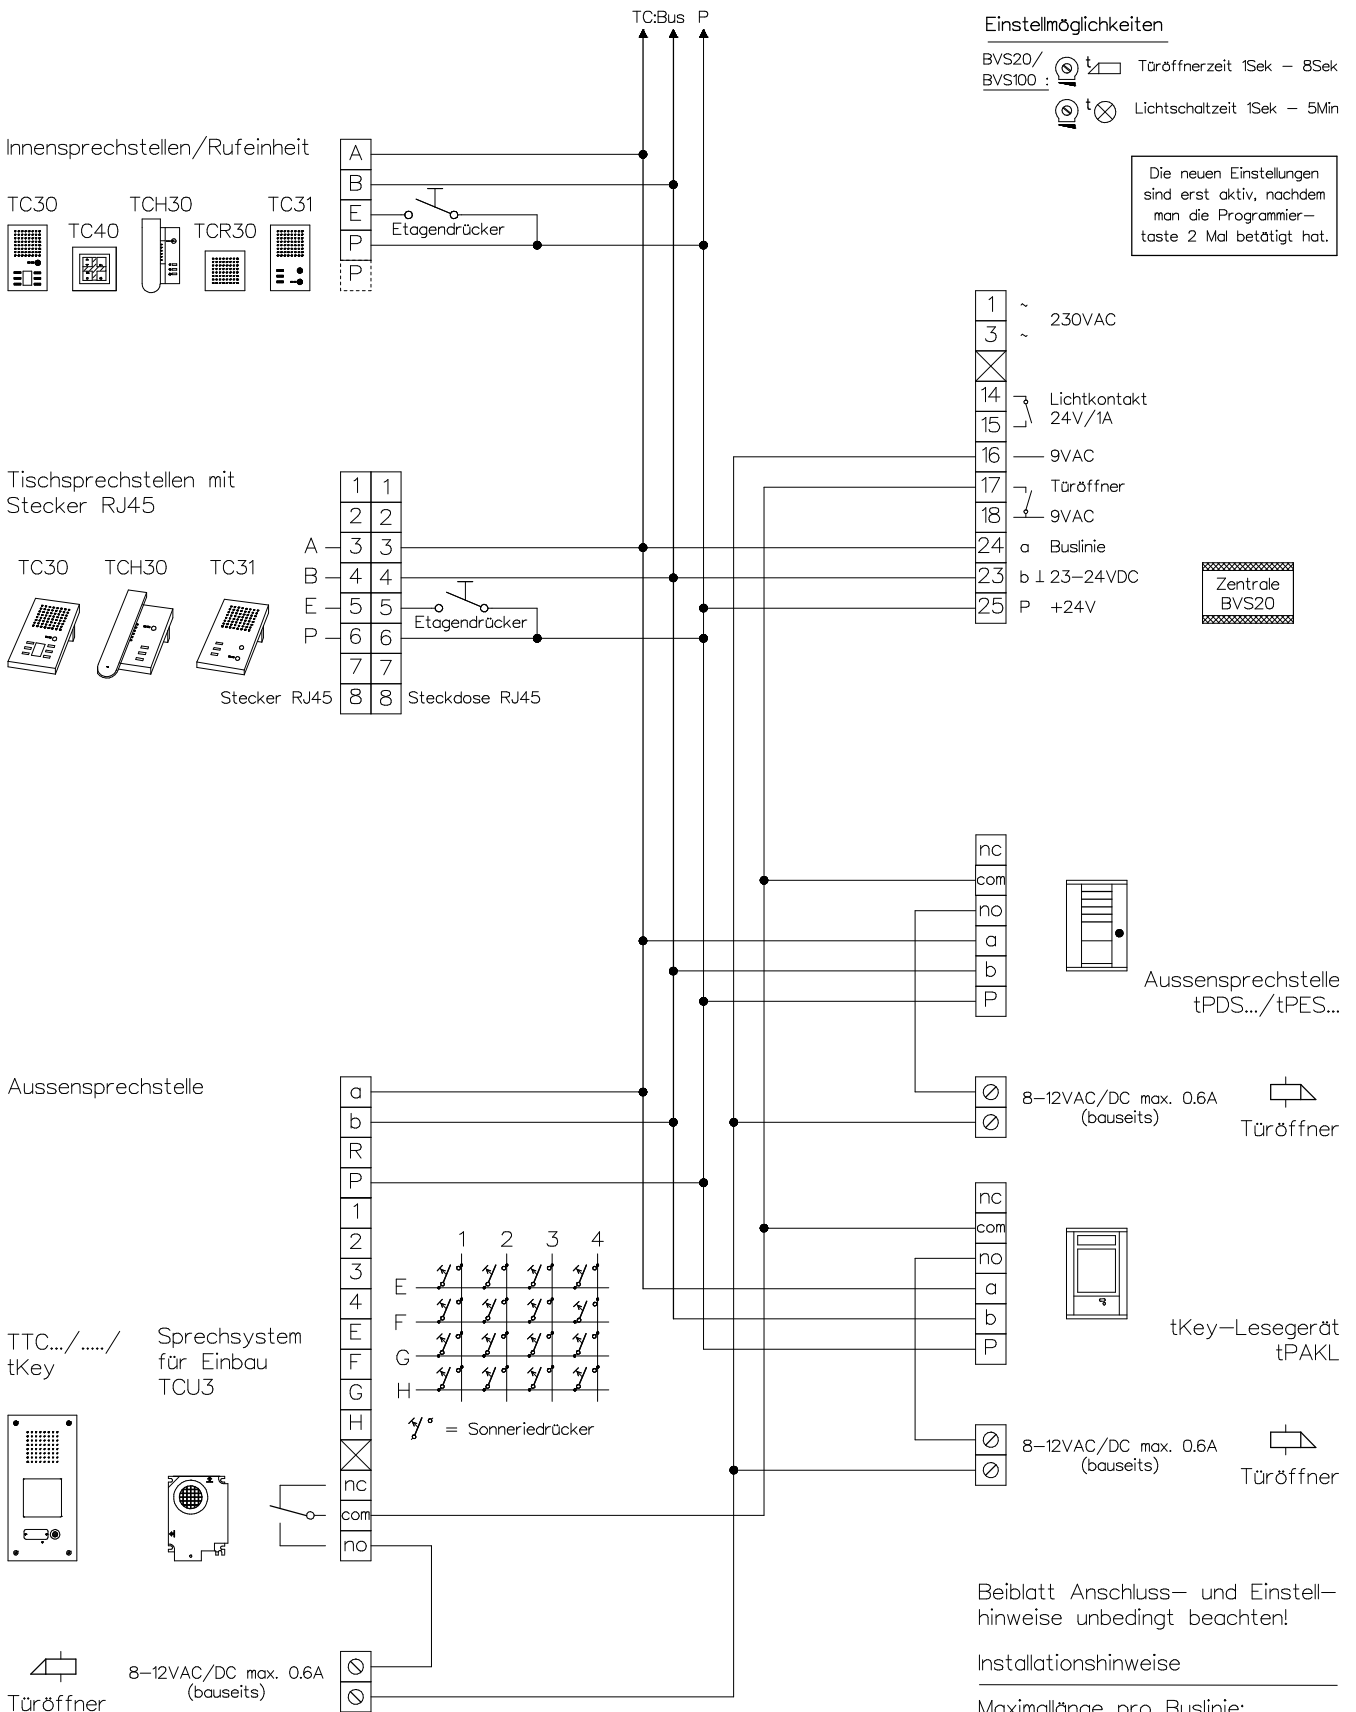 TC:Bus P
Einstellmöglichkeiten
BVS20/
BVS100 :
t Türöffnerzeit 1Sek – 8Sek
t Lichtschaltzeit 1Sek – 5Min
Die neuen Einstellungen
sind erst aktiv, nachdem
man die Programmier–
taste 2 Mal betätigt hat.
Innensprechstellen/Rufeinheit
TC30
TC40
TCH30
TCR30
TC31
A
B
E
P
P
Etagendrücker
1 ~
3 ~
230VAC
14
15
Lichtkontakt
24V/1A
16 9VAC
17 Türöffner
18 9VAC
24 a Buslinie
23 b ⊥ 23–24VDC
25 P +24V
Zentrale
BVS20
Tischsprechstellen mit
Stecker RJ45
TC30 TCH30 TC31
1 1
2 2
A 3 3
B 4 4
E 5 5
P 6 6
7 7
Stecker RJ45 8 8 Steckdose RJ45
Etagendrücker
nc
com
no
a
b
P
Aussensprechstelle
tPDS.../tPES...
8–12VAC/DC max. 0.6A
(bauseits)
Türöffner
nc
com
no
a
b
P
tKey–Lesegerät
tPAKL
8–12VAC/DC max. 0.6A
(bauseits)
Türöffner
Aussensprechstelle
a
b
R
P
1
2
3
4
E
F
G
H
nc
com
no
1 2 3 4
E
F
G
H
= Sonneriedrücker
TTC.../...../
tKey
Sprechsystem
für Einbau
TCU3
Türöffner
8–12VAC/DC max. 0.6A
(bauseits)
Beiblatt Anschluss– und Einstell–
hinweise unbedingt beachten!
Installationshinweise
Maximallänge pro Buslinie: